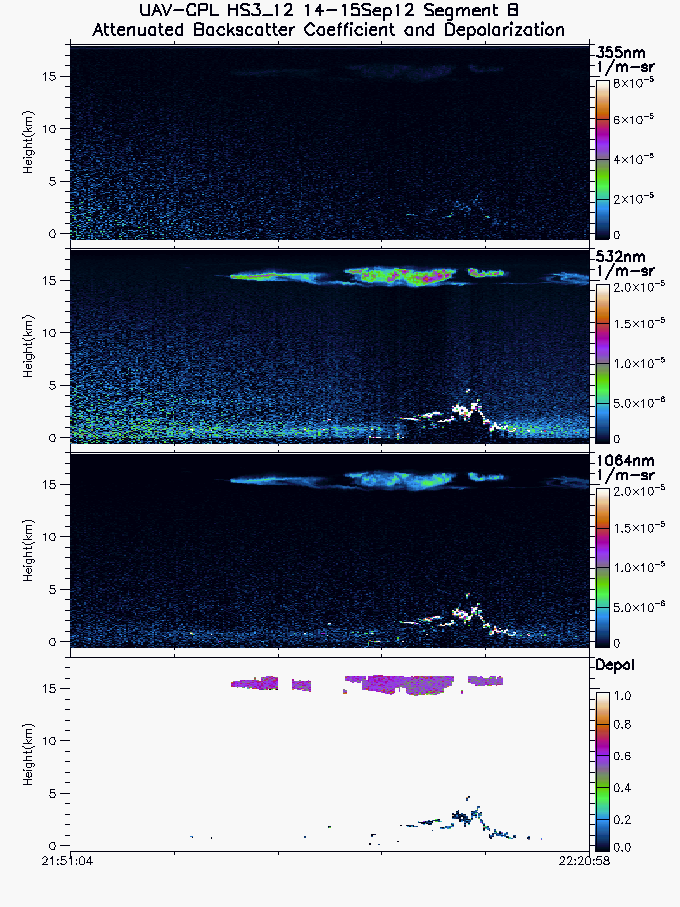 UAV-CPL HS3_12 14-15Sep12 Segment B
Attenuated Backscatter Coefficient and Depolarization
355nm
1/m-sr
8×10⁻⁵
6×10⁻⁵
4×10⁻⁵
2×10⁻⁵
0
Height(km)
15
10
5
0
532nm
1/m-sr
2.0×10⁻⁵
1.5×10⁻⁵
1.0×10⁻⁵
5.0×10⁻⁶
0
Height(km)
15
10
5
0
1064nm
1/m-sr
2.0×10⁻⁵
1.5×10⁻⁵
1.0×10⁻⁵
5.0×10⁻⁶
0
Height(km)
15
10
5
0
Depol
1.0
0.8
0.6
0.4
0.2
0.0
Height(km)
15
10
5
0
21:51:04 22:20:58